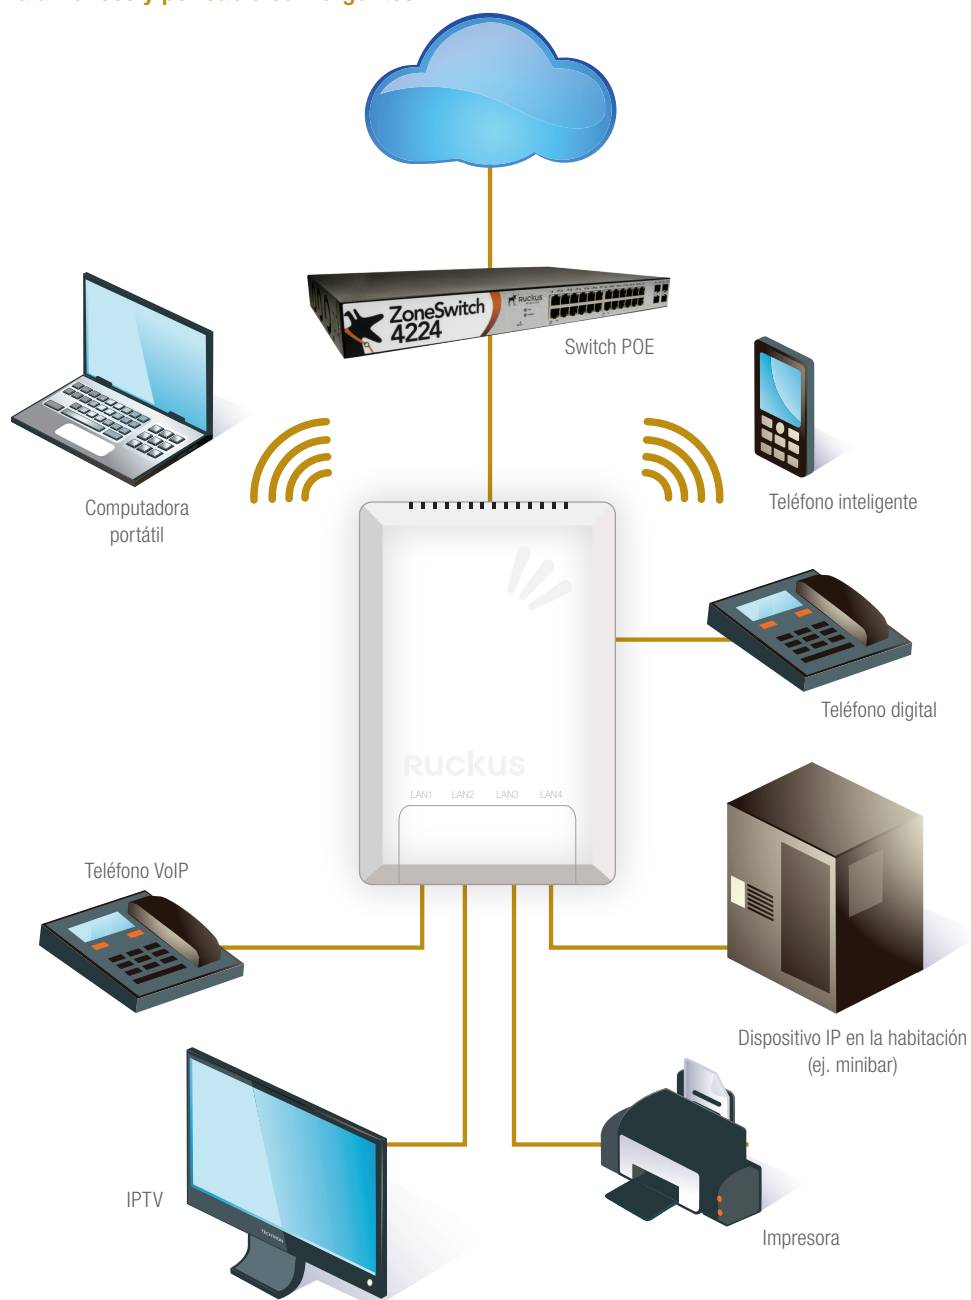 ZoneSwitch
4224
Ruckus
Switch POE
Computadora
portátil
Teléfono inteligente
Teléfono digital
Ruckus
LAN1 LAN2 LAN3 LAN4
Teléfono VoIP
Dispositivo IP en la habitación
(ej. minibar)
IPTV
Impresora